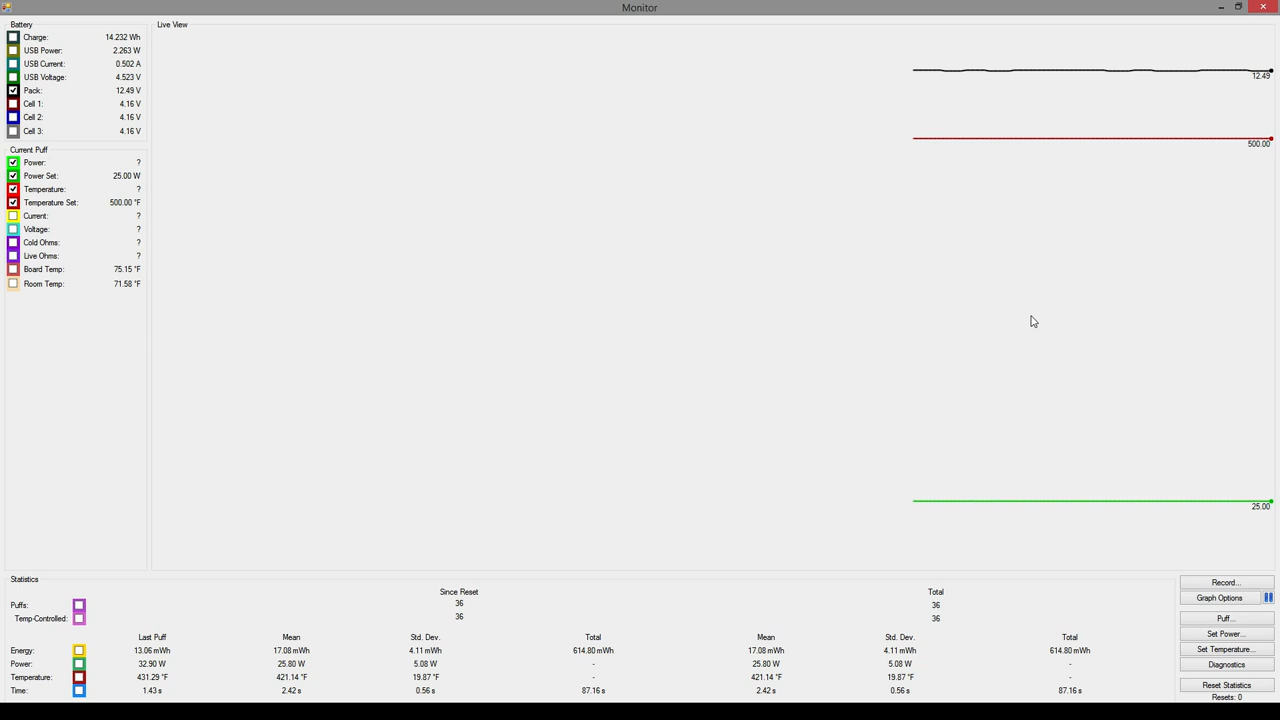 Monitor
Battery
Charge: 14.232 Wh
USB Power: 2.263 W
USB Current: 0.502 A
USB Voltage: 4.523 V
Pack: 12.49 V
Cell 1: 4.16 V
Cell 2: 4.16 V
Cell 3: 4.16 V
Current Puff
Power: ?
Power Set: 25.00 W
Temperature: ?
Temperature Set: 500.00 °F
Current: ?
Voltage: ?
Cold Ohms: ?
Live Ohms: ?
Board Temp: 75.15 °F
Room Temp: 71.58 °F
Live View
12.49
500.00
25.00
Statistics
Since Reset Total
Puffs: 36 36
Temp-Controlled: 36 36
Last Puff Mean Std. Dev. Total Mean Std. Dev. Total
Energy: 13.06 mWh 17.08 mWh 4.11 mWh 614.80 mWh 17.08 mWh 4.11 mWh 614.80 mWh
Power: 32.90 W 25.80 W 5.08 W - 25.80 W 5.08 W -
Temperature: 431.29 °F 421.14 °F 19.87 °F - 421.14 °F 19.87 °F -
Time: 1.43 s 2.42 s 0.56 s 87.16 s 2.42 s 0.56 s 87.16 s
Record...
Graph Options
Puff...
Set Power...
Set Temperature...
Diagnostics
Reset Statistics
Resets: 0